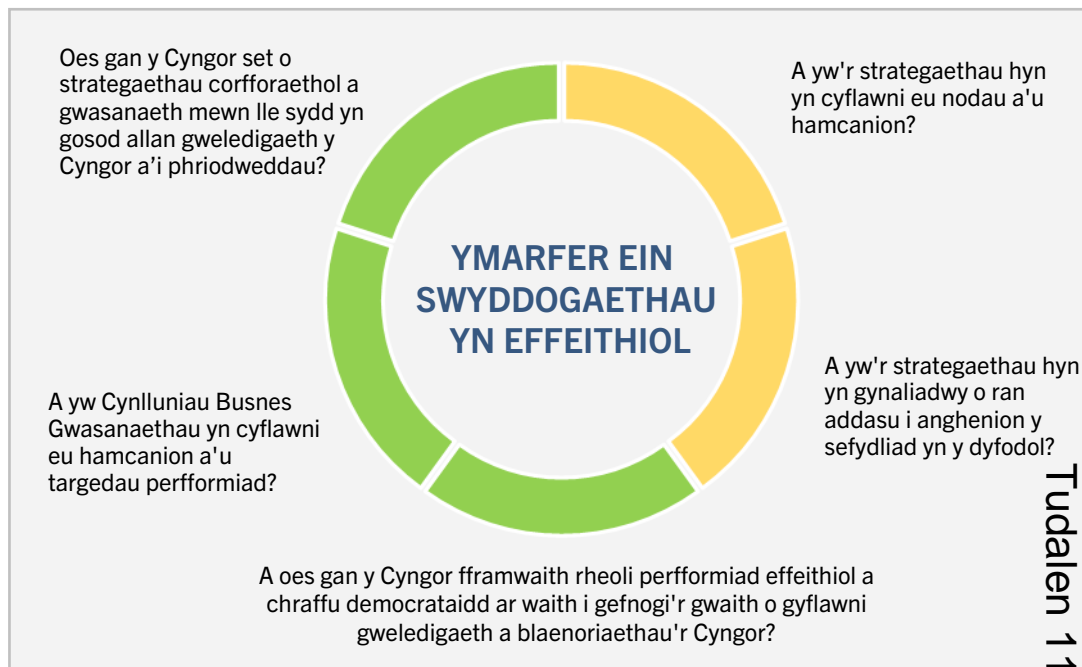 Oes gan y Cyngor set o
strategaethau corfforaethol a
gwasanaeth mewn lle sydd yn
gosod allan gweledigaeth y
Cyngor a'i phriodweddau?
A yw'r strategaethau hyn
yn cyflawni eu nodau a'u
hamcanion?
YMARFER EIN
SWYDDOGAETHAU
YN EFFEITHIOL
A yw Cynlluniau Busnes
Gwasanaethau yn cyflawni
eu hamcanion a'u
targedau perfformiad?
A yw'r strategaethau hyn
yn gynaliadwy o ran
addasu i anghenion y
sefydliad yn y dyfodol?
A oes gan y Cyngor fframwaith rheoli perfformiad effeithiol a
chraffu democrataidd ar waith i gefnogi'r gwaith o gyflawni
gweledigaeth a blaenoriaethau'r Cyngor?
Tudalen 11